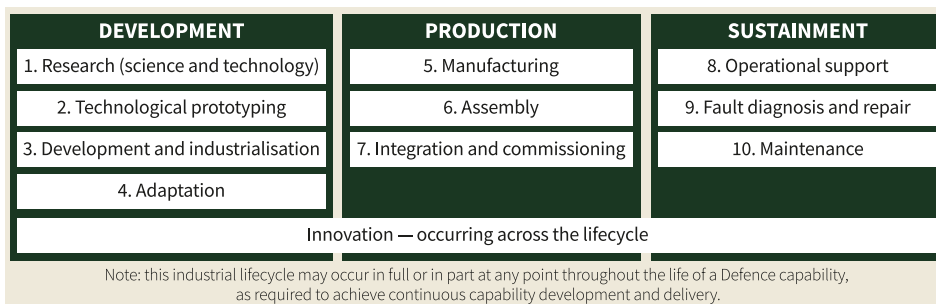 DEVELOPMENT
1. Research (science and technology)
2. Technological prototyping
3. Development and industrialisation
4. Adaptation
PRODUCTION
5. Manufacturing
6. Assembly
7. Integration and commissioning
SUSTAINMENT
8. Operational support
9. Fault diagnosis and repair
10. Maintenance
Innovation — occurring across the lifecycle
Note: this industrial lifecycle may occur in full or in part at any point throughout the life of a Defence capability,
as required to achieve continuous capability development and delivery.